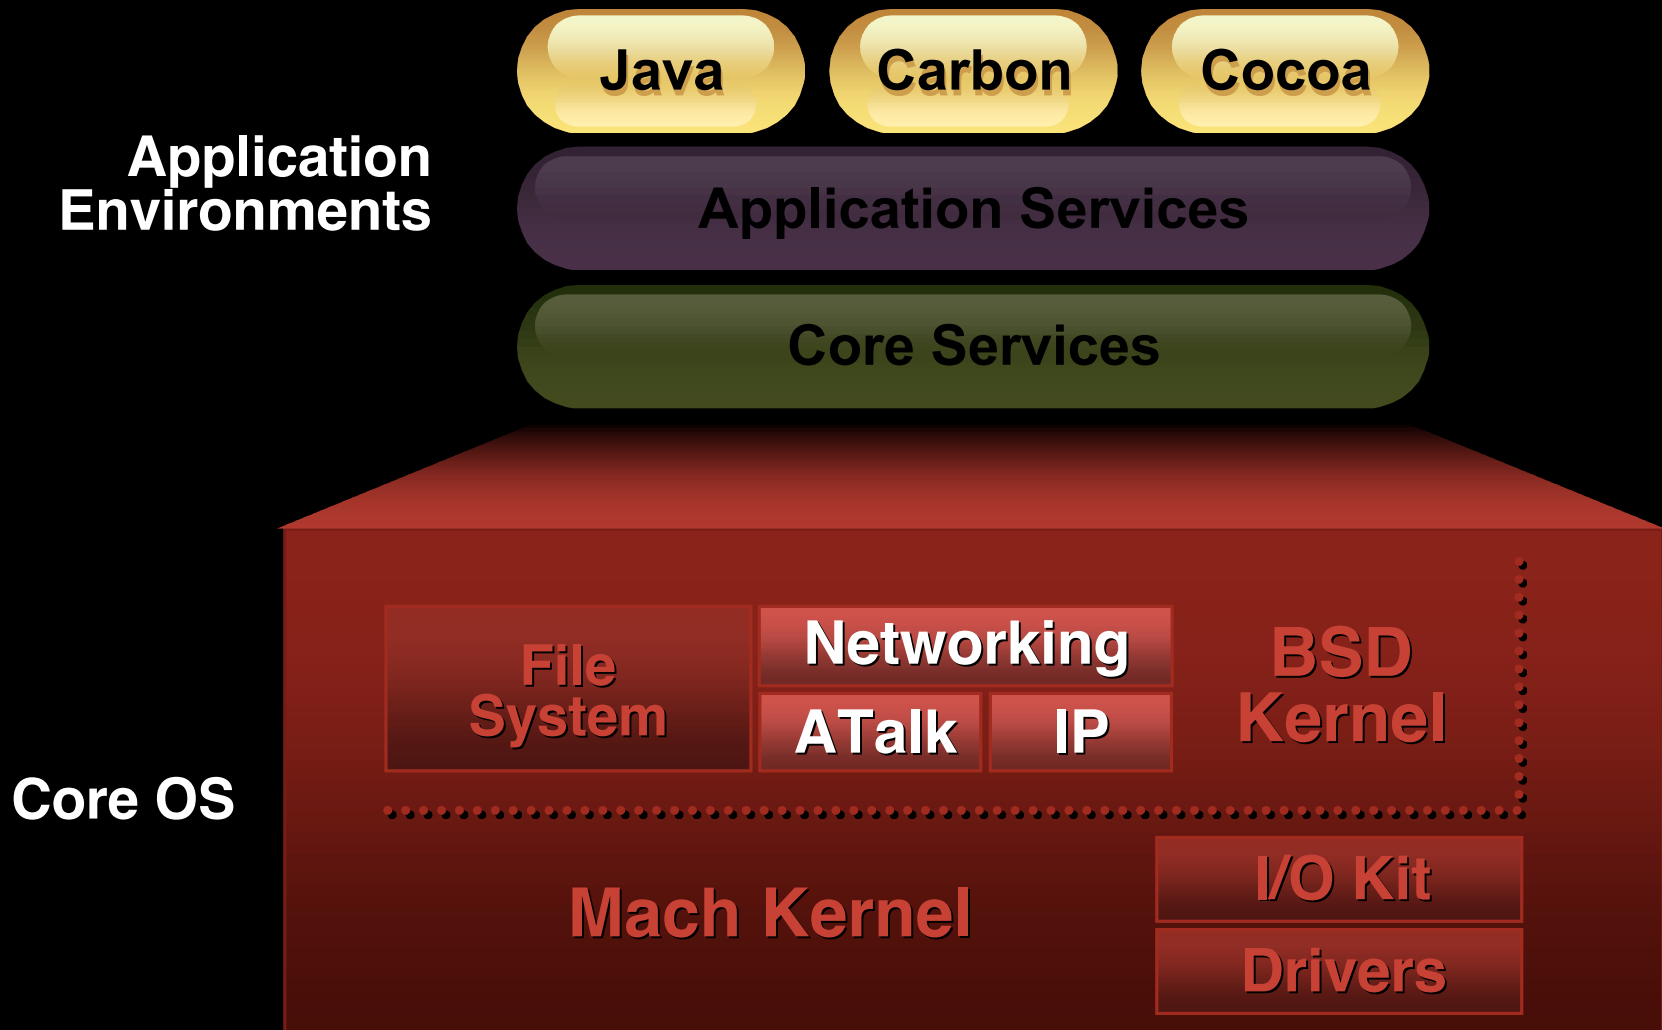 Java
Carbon
Cocoa
Application
Environments
Application Services
Core Services
File
System
Networking
ATalk
IP
BSD
Kernel
Core OS
Mach Kernel
I/O Kit
Drivers